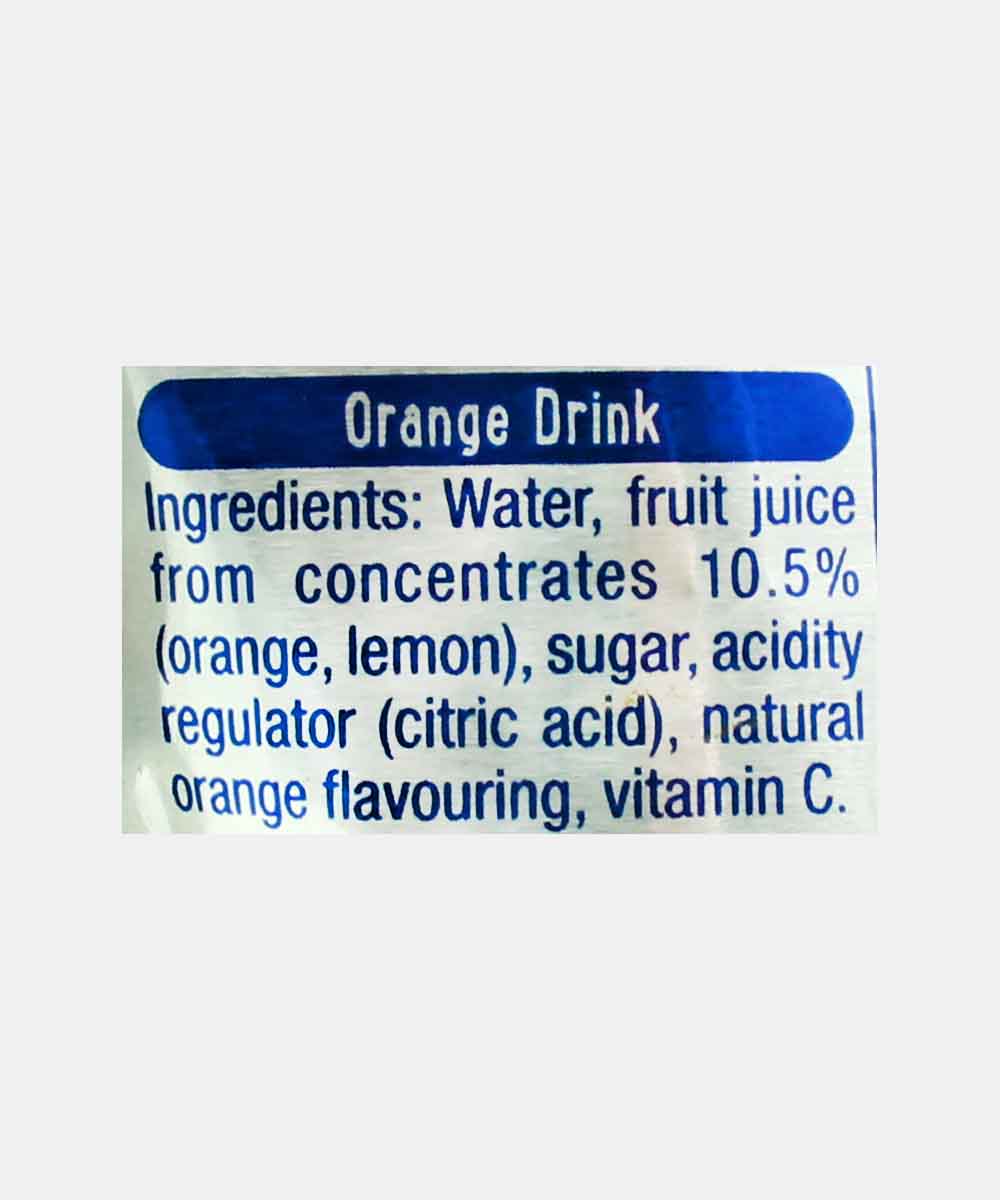 Orange Drink
Ingredients: Water, fruit juice
from concentrates 10.5%
(orange, lemon), sugar, acidity
regulator (citric acid), natural
orange flavouring, vitamin C.